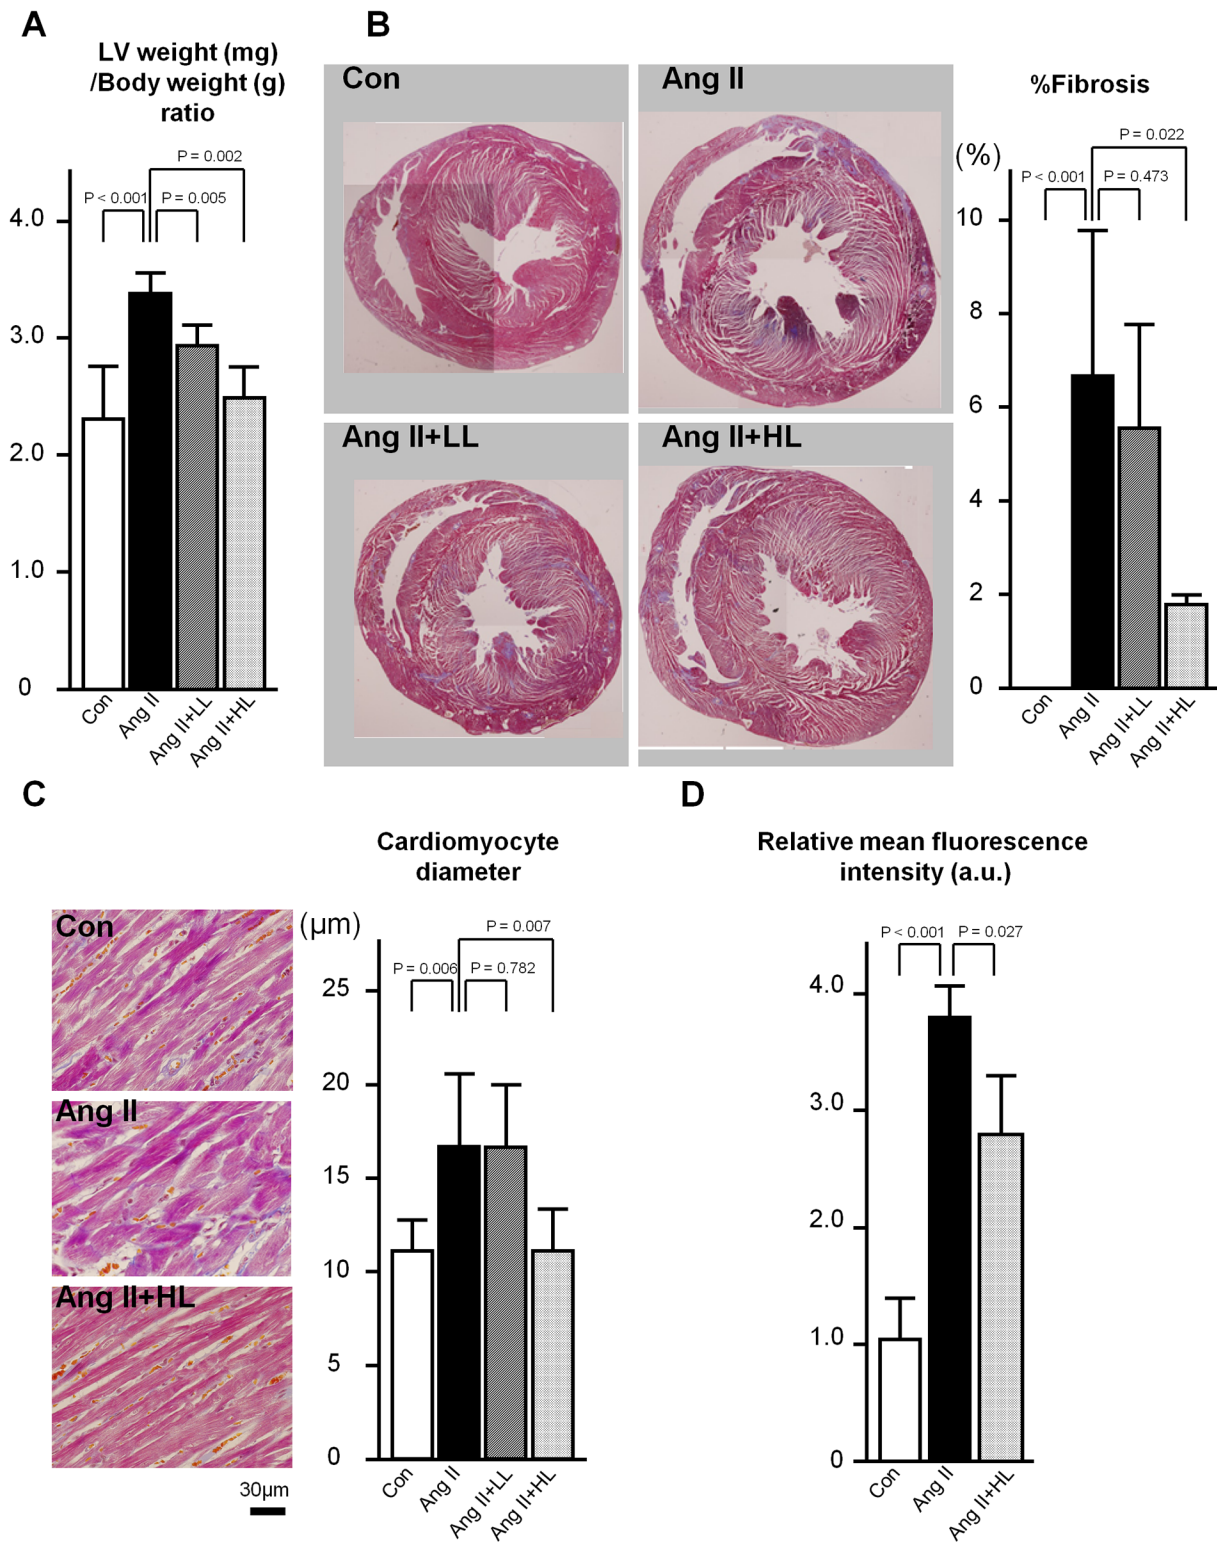 A
LV weight (mg)
/Body weight (g)
ratio
P = 0.002
P < 0.001
P = 0.005
4.0
3.0
2.0
1.0
0
Con
Ang II
Ang II+LL
Ang II+HL
B
Con
Ang II
Ang II+LL
Ang II+HL
%Fibrosis
(%)
P = 0.022
P < 0.001
P = 0.473
10
8
6
4
2
0
Con
Ang II
Ang II+LL
Ang II+HL
C
Con
Ang II
Ang II+HL
30μm
Cardiomyocyte
diameter
(μm)
P = 0.007
P = 0.006
P = 0.782
25
20
15
10
5
0
Con
Ang II
Ang II+LL
Ang II+HL
D
Relative mean fluorescence
intensity (a.u.)
P < 0.001
P = 0.027
4.0
3.0
2.0
1.0
0
Con
Ang II
Ang II+HL